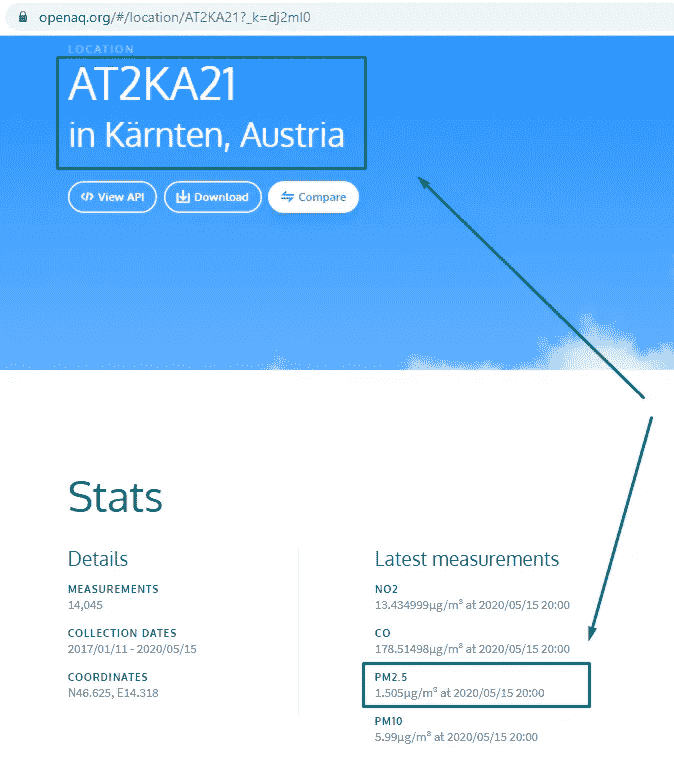 openaq.org/#/location/AT2KA21?_k=dj2ml0
LOCATION
AT2KA21
in Kärnten, Austria
</> View API
Download
Compare
Stats
Details
MEASUREMENTS
14,045
COLLECTION DATES
2017/01/11 - 2020/05/15
COORDINATES
N46.625, E14.318
Latest measurements
NO2
13.434999µg/m³ at 2020/05/15 20:00
CO
178.51498µg/m³ at 2020/05/15 20:00
PM2.5
1.505µg/m³ at 2020/05/15 20:00
PM10
5.99µg/m³ at 2020/05/15 20:00